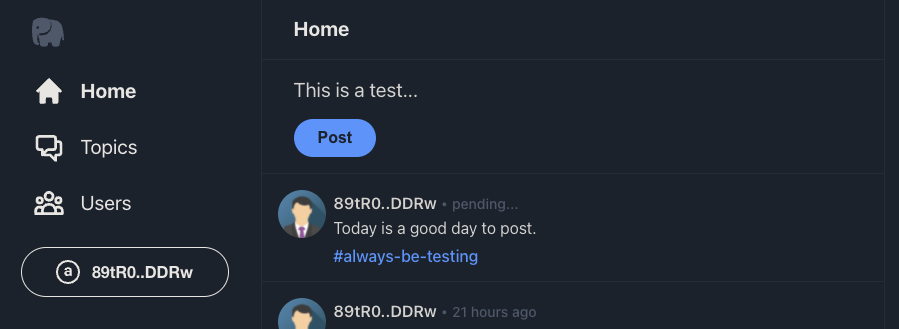 Home
Topics
Users
a 89tR0..DDRw
Home
This is a test...
Post
89tR0..DDRw • pending...
Today is a good day to post.
#always-be-testing
89tR0..DDRw • 21 hours ago